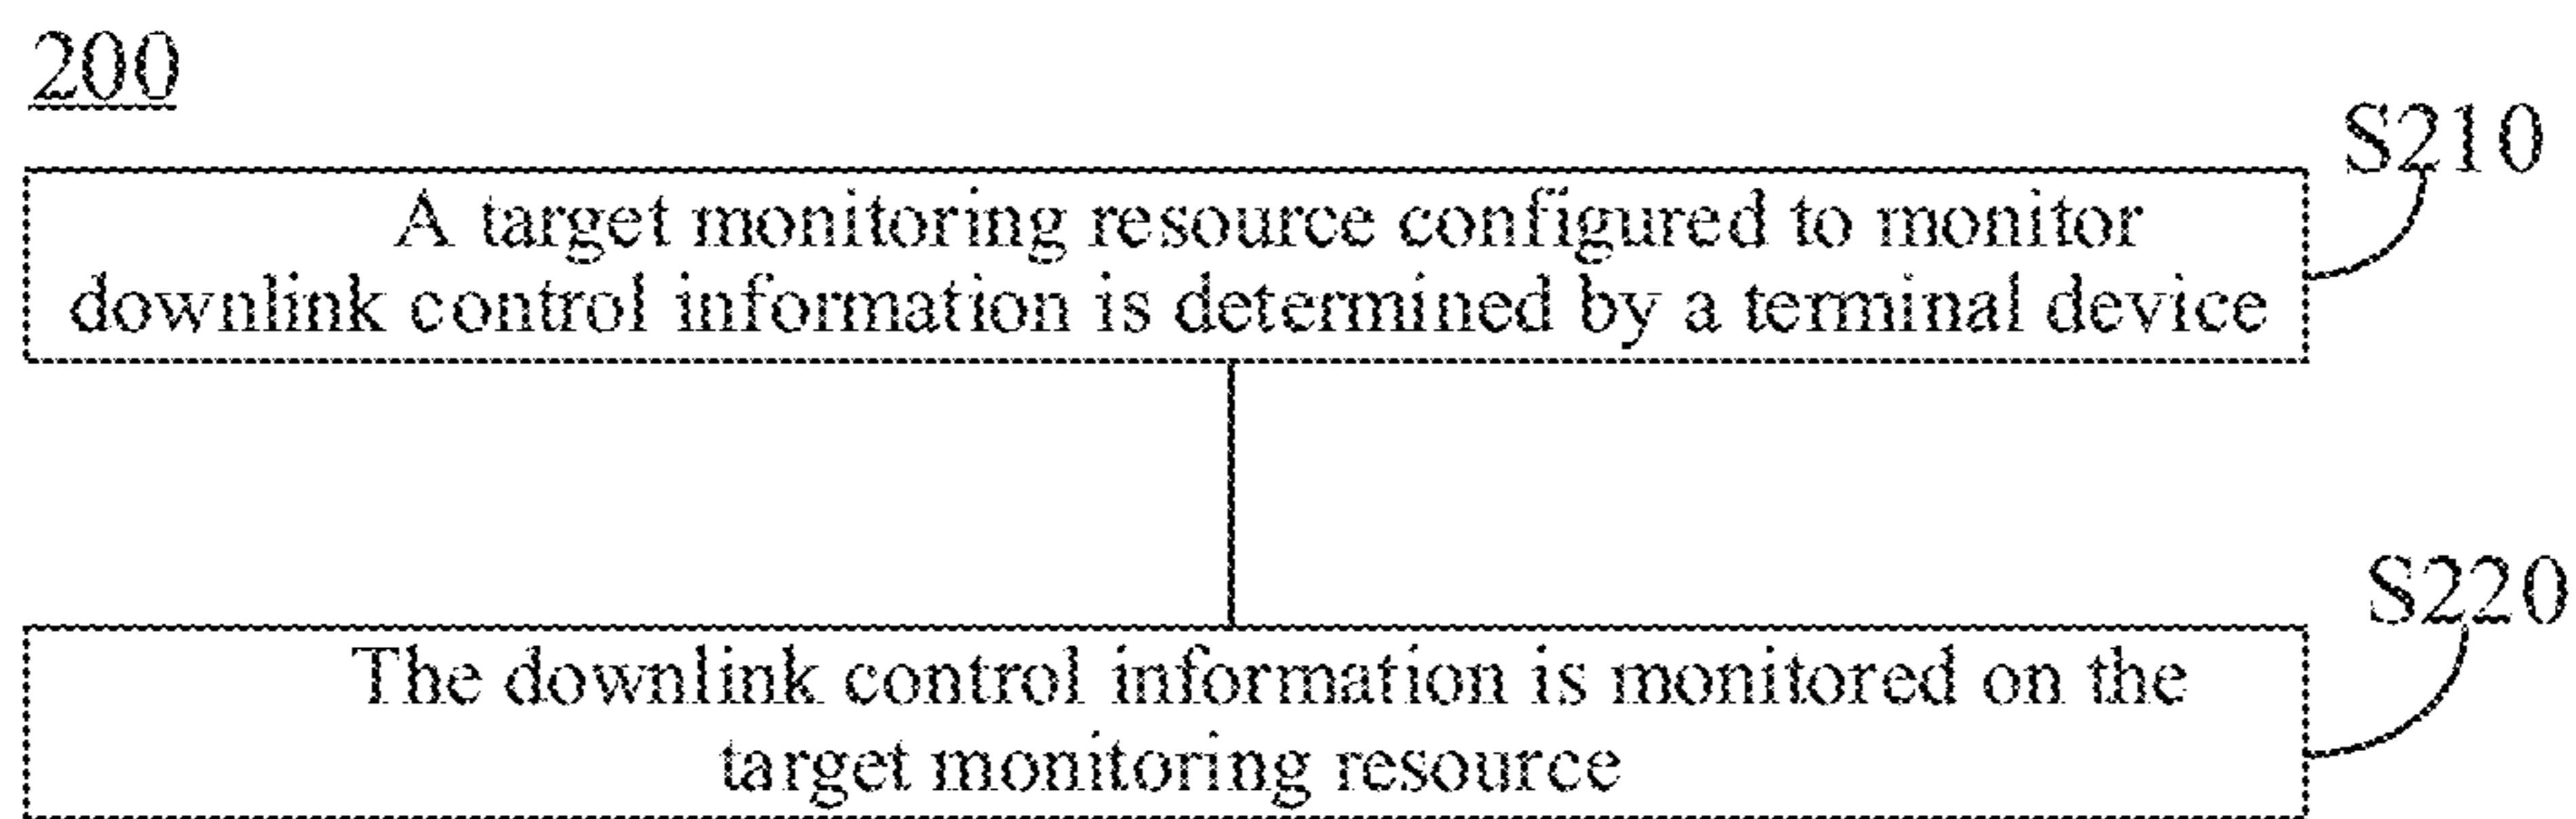 200
S210
A target monitoring resource configured to monitor
downlink control information is determined by a terminal device
S220
The downlink control information is monitored on the
target monitoring resource